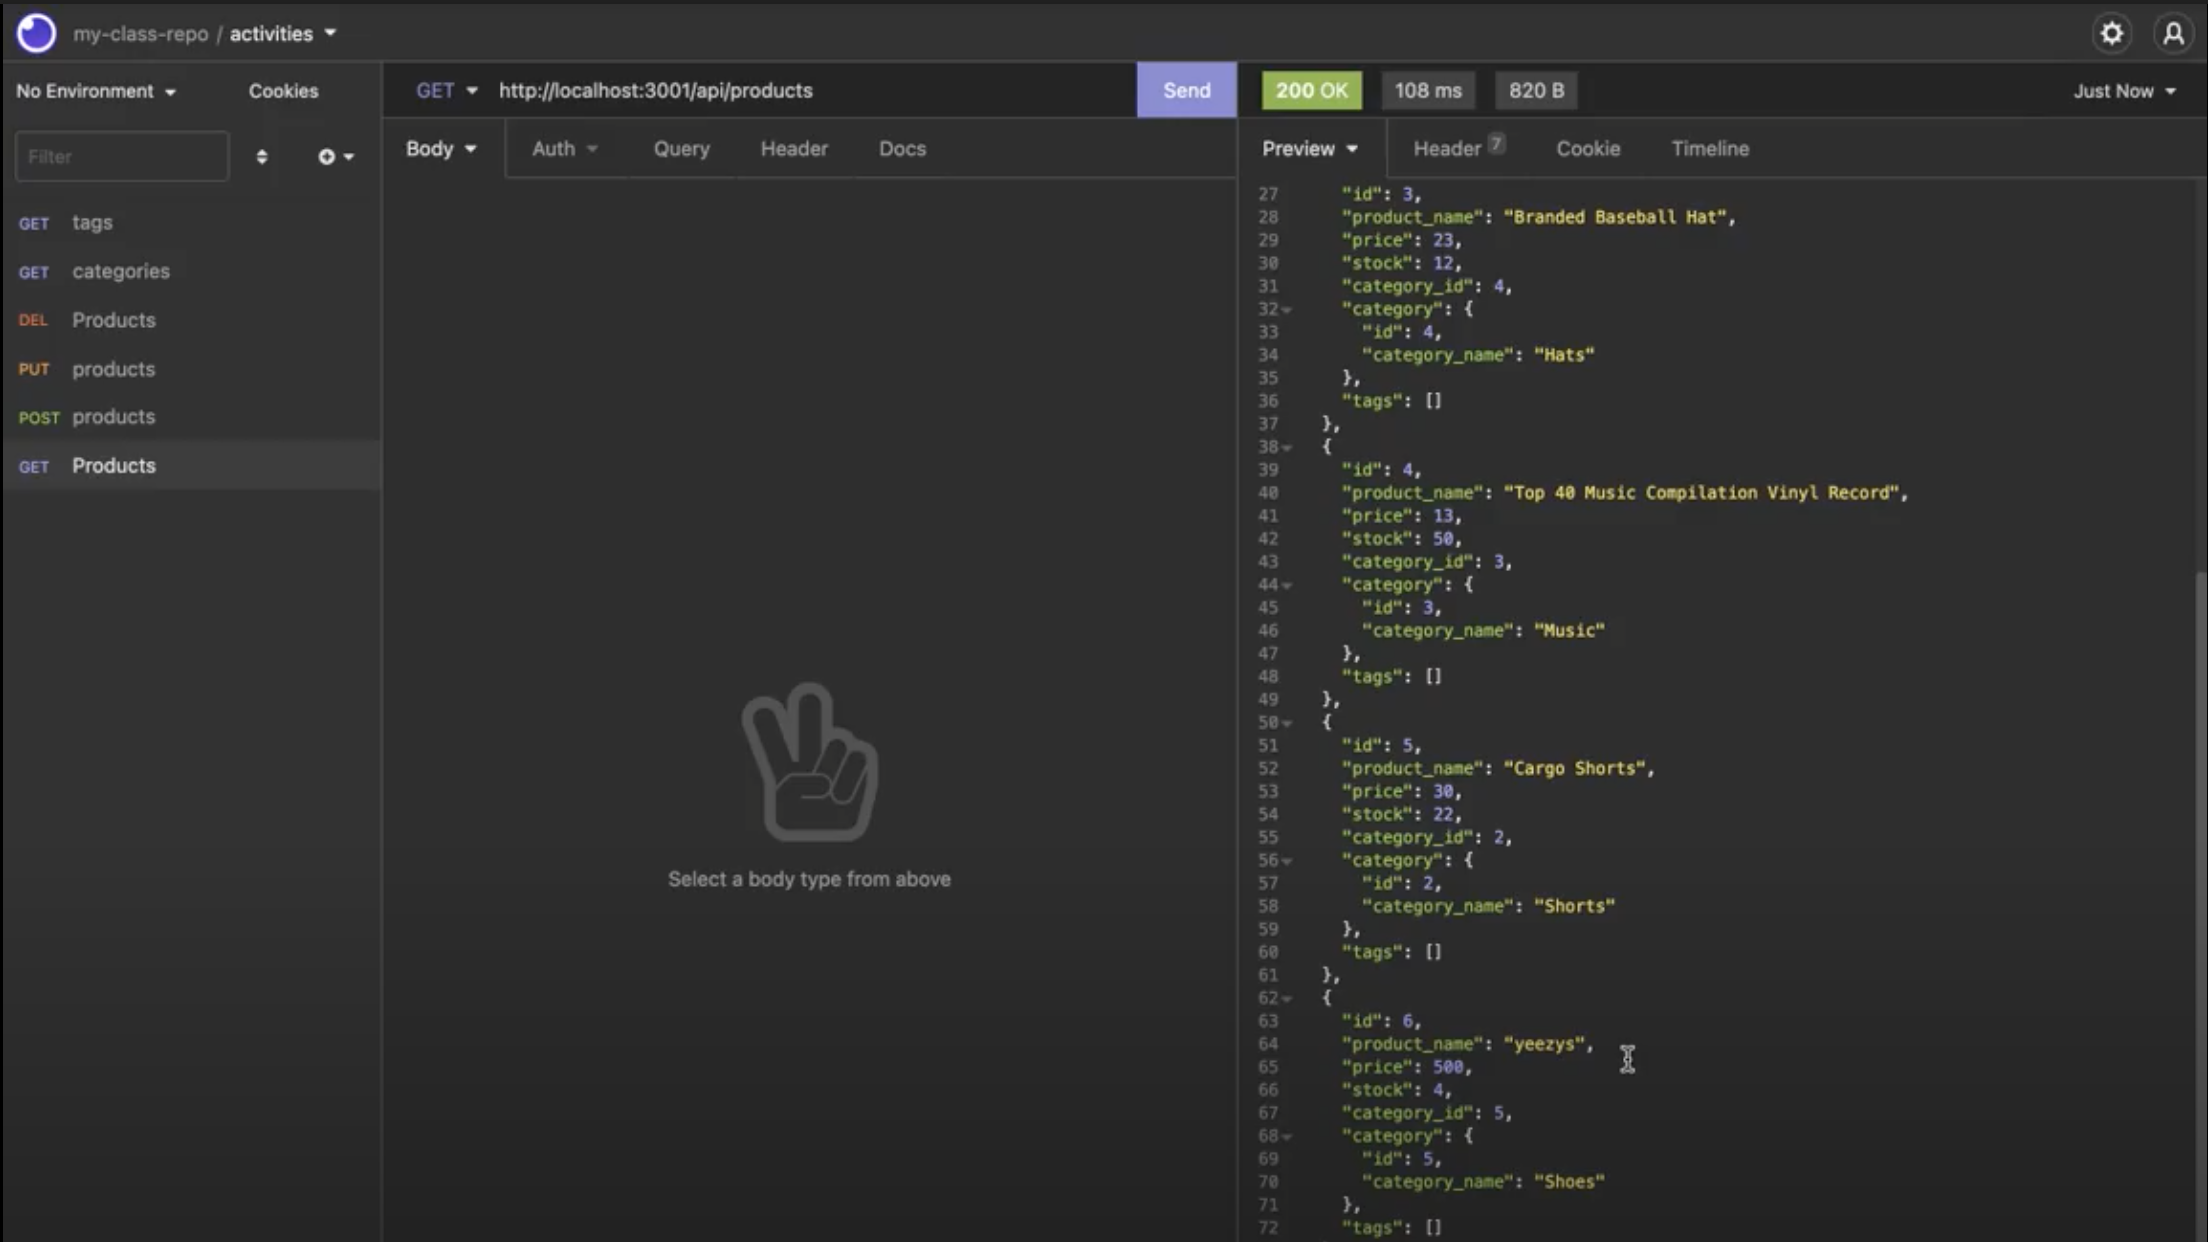 my-class-repo / activities
No Environment
Cookies
Filter
GET tags
GET categories
DEL Products
PUT products
POST products
GET Products
GET http://localhost:3001/api/products Send
Body Auth Query Header Docs
Select a body type from above
200 OK 108 ms 820 B Just Now
Preview Header 7 Cookie Timeline
27 "id": 3,
28 "product_name": "Branded Baseball Hat",
29 "price": 23,
30 "stock": 12,
31 "category_id": 4,
32 "category": {
33 "id": 4,
34 "category_name": "Hats"
35 },
36 "tags": []
37 },
38 {
39 "id": 4,
40 "product_name": "Top 40 Music Compilation Vinyl Record",
41 "price": 13,
42 "stock": 50,
43 "category_id": 3,
44 "category": {
45 "id": 3,
46 "category_name": "Music"
47 },
48 "tags": []
49 },
50 {
51 "id": 5,
52 "product_name": "Cargo Shorts",
53 "price": 30,
54 "stock": 22,
55 "category_id": 2,
56 "category": {
57 "id": 2,
58 "category_name": "Shorts"
59 },
60 "tags": []
61 },
62 {
63 "id": 6,
64 "product_name": "yeezys",
65 "price": 500,
66 "stock": 4,
67 "category_id": 5,
68 "category": {
69 "id": 5,
70 "category_name": "Shoes"
71 },
72 "tags": []